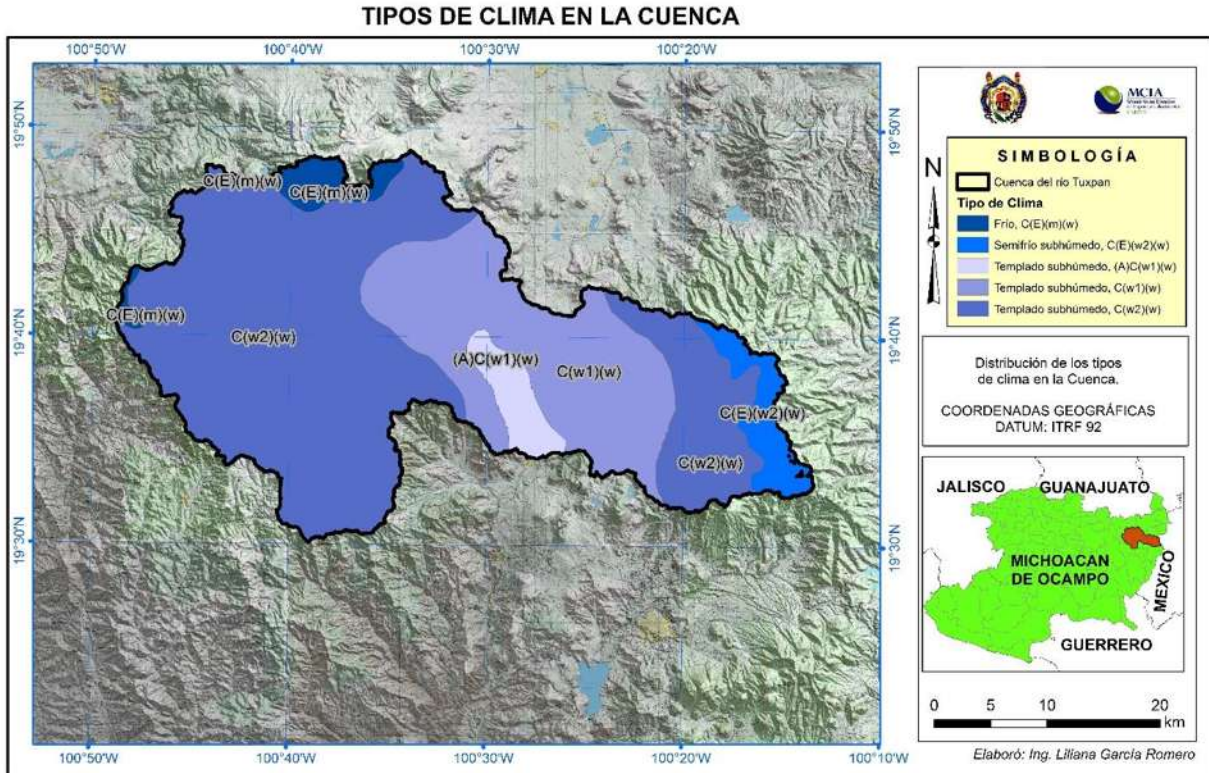 TIPOS DE CLIMA EN LA CUENCA
100°50'W 100°40'W 100°30'W 100°20'W
19°50'N
19°40'N
19°30'N
C(E)(m)(w)
C(E)(m)(w)
C(E)(m)(w)
C(w2)(w)
(A)C(w1)(w)
C(w1)(w)
C(E)(w2)(w)
C(w2)(w)
19°50'N
19°40'N
19°30'N
100°50'W 100°40'W 100°30'W 100°20'W 100°10'W
MCIA
N
SIMBOLOGÍA
Cuenca del río Tuxpan
Tipo de Clima
Frío, C(E)(m)(w)
Semifrío subhúmedo, C(E)(w2)(w)
Templado subhúmedo, (A)C(w1)(w)
Templado subhúmedo, C(w1)(w)
Templado subhúmedo, C(w2)(w)
Distribución de los tipos
de clima en la Cuenca.
COORDENADAS GEOGRÁFICAS
DATUM: ITRF 92
JALISCO GUANAJUATO
MICHOACAN
DE OCAMPO
MEXICO
GUERRERO
0 5 10 20
km
Elaboró: Ing. Liliana García Romero